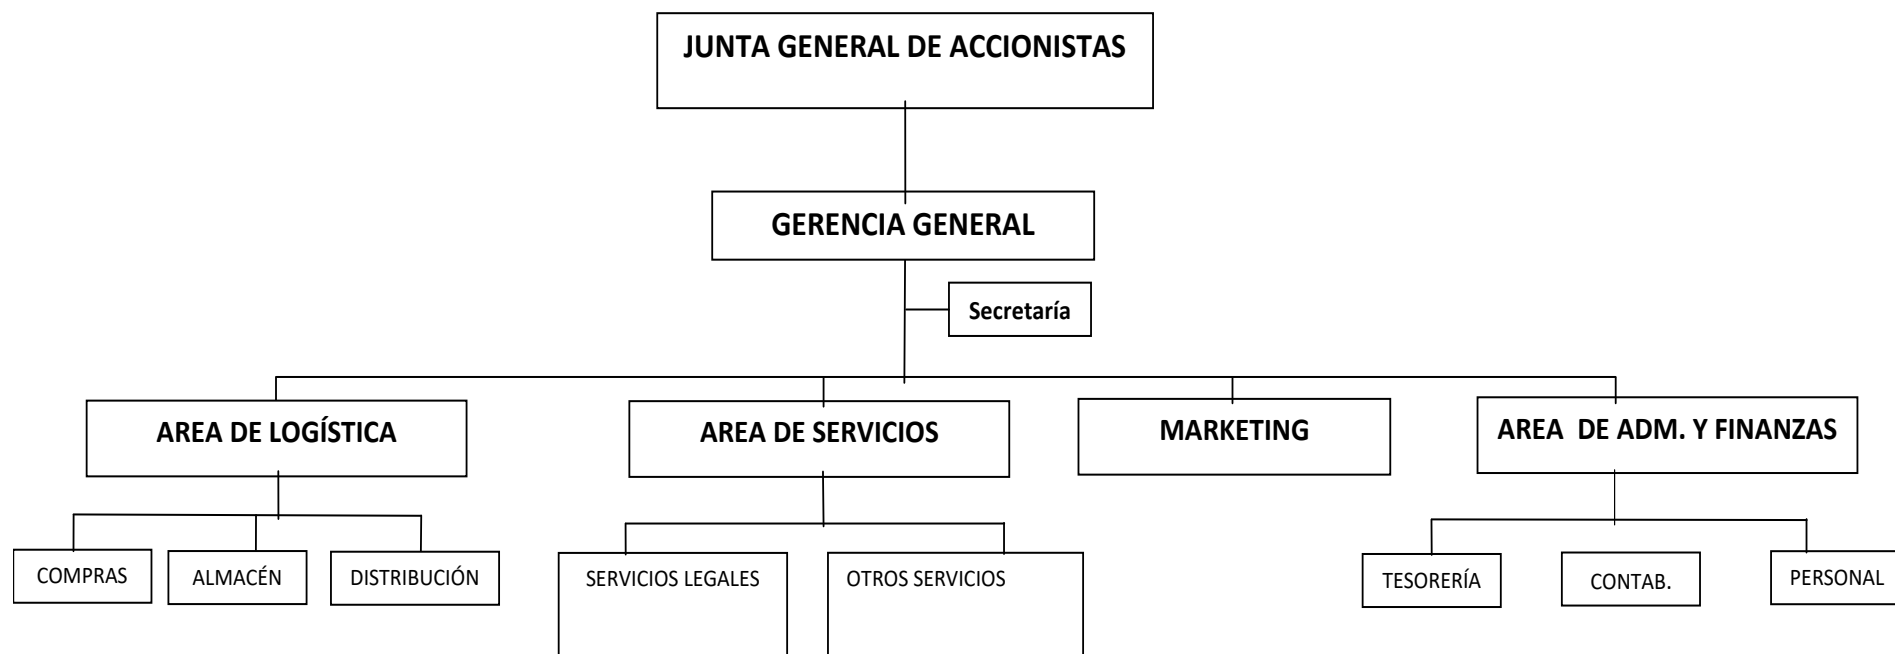 JUNTA GENERAL DE ACCIONISTAS
GERENCIA GENERAL
Secretaría
AREA DE LOGÍSTICA
AREA DE SERVICIOS
MARKETING
AREA DE ADM. Y FINANZAS
COMPRAS
ALMACÉN
DISTRIBUCIÓN
SERVICIOS LEGALES
OTROS SERVICIOS
TESORERÍA
CONTAB.
PERSONAL